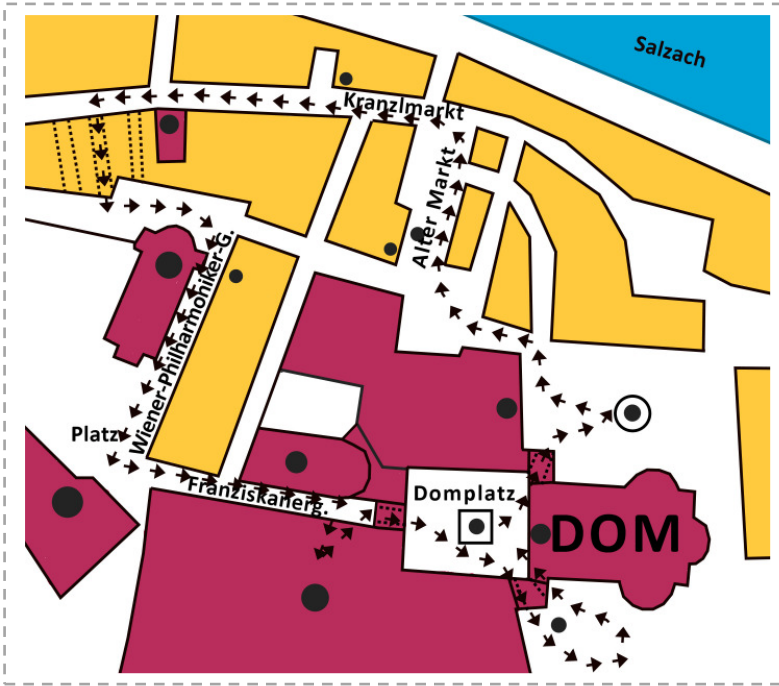 Salzach
Kranzlmarkt
Alter Markt
Wiener-Philharmoniker-G.
Platz
Franziskanerg.
Domplatz
DOM